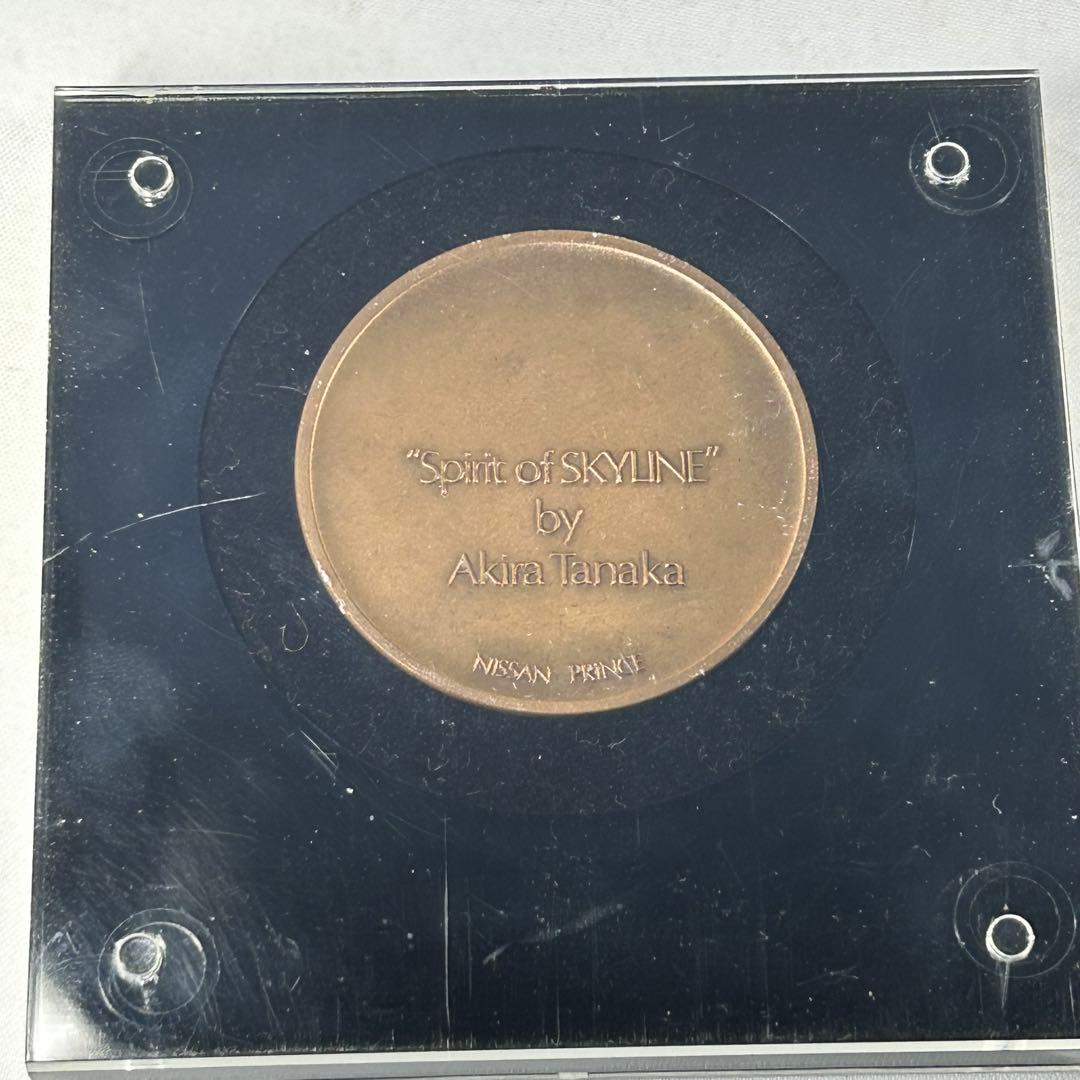 “Spirit of SKYLINE”
by
Akira Tanaka
NISSAN PRINCE